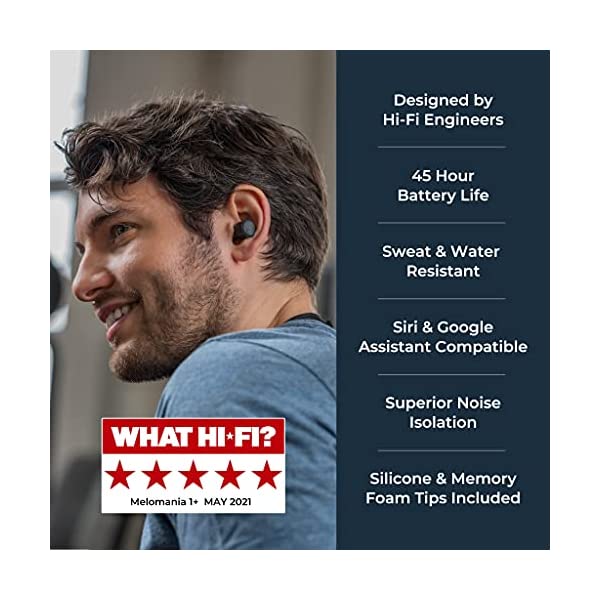 Designed by
Hi-Fi Engineers
45 Hour
Battery Life
Sweat & Water
Resistant
Siri & Google
Assistant Compatible
Superior Noise
Isolation
Silicone & Memory
Foam Tips Included
WHAT HI★FI?
★★★★★
Melomania 1+ MAY 2021